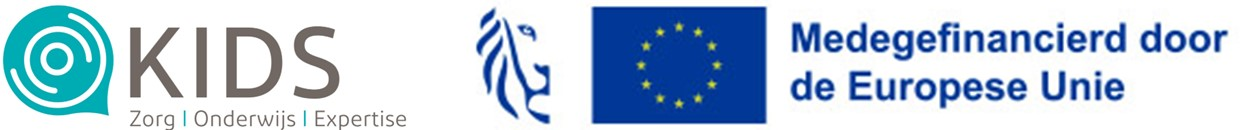 KIDS
Zorg | Onderwijs | Expertise
Medegefinancierd door
de Europese Unie